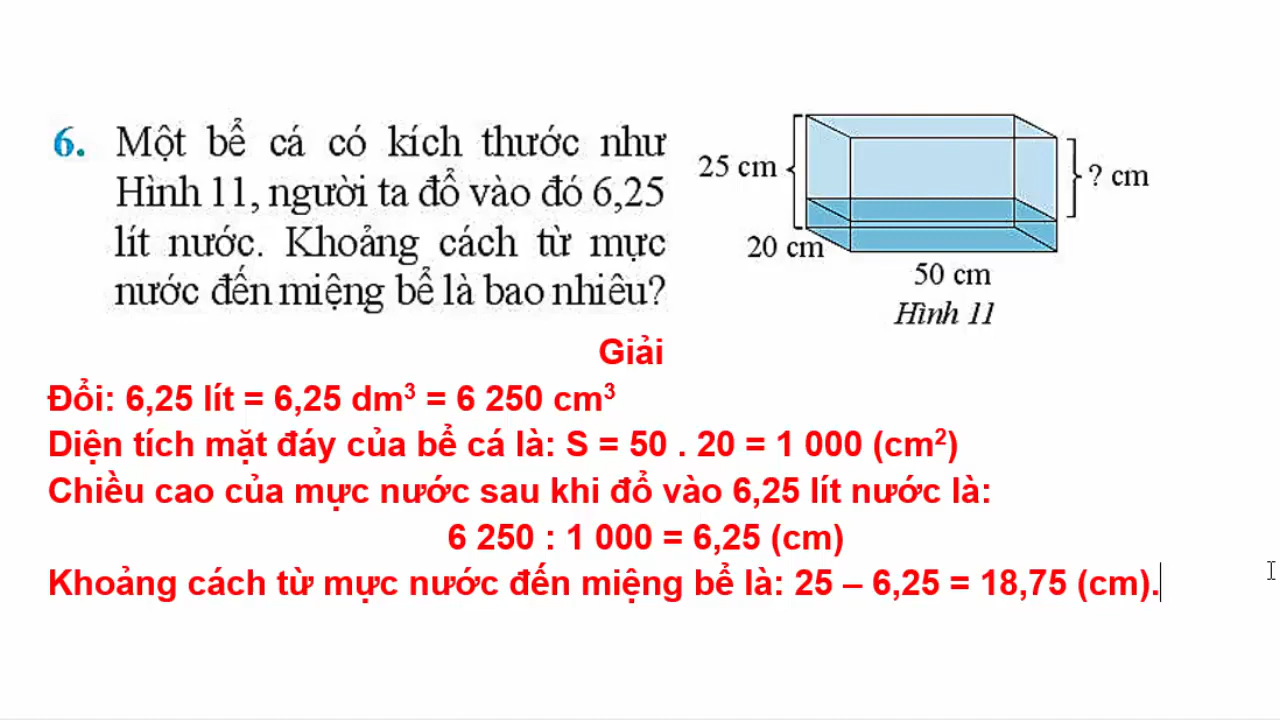 6. Một bể cá có kích thước như
Hình 11, người ta đổ vào đó 6,25
lít nước. Khoảng cách từ mực
nước đến miệng bể là bao nhiêu?
25 cm
? cm
20 cm
50 cm
Hình 11
Giải
Đổi: 6,25 lít = 6,25 dm³ = 6 250 cm³
Diện tích mặt đáy của bể cá là: S = 50 . 20 = 1 000 (cm²)
Chiều cao của mực nước sau khi đổ vào 6,25 lít nước là:
6 250 : 1 000 = 6,25 (cm)
Khoảng cách từ mực nước đến miệng bể là: 25 – 6,25 = 18,75 (cm).